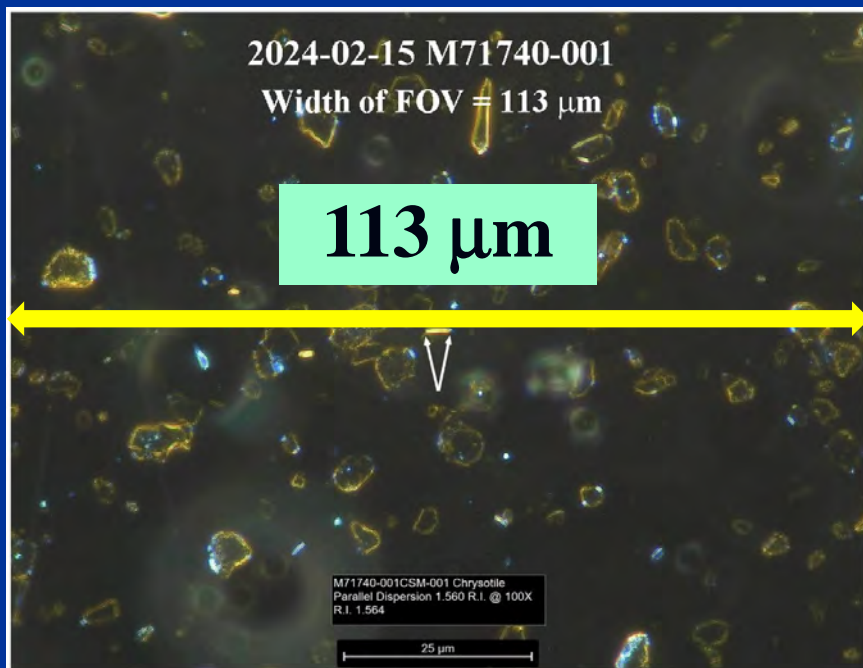 2024-02-15 M71740-001
Width of FOV = 113 μm
113 μm
M71740-001CSM-001 Chrysotile
Parallel Dispersion 1.560 R.I. @ 100X
R.I. 1.564
25 μm